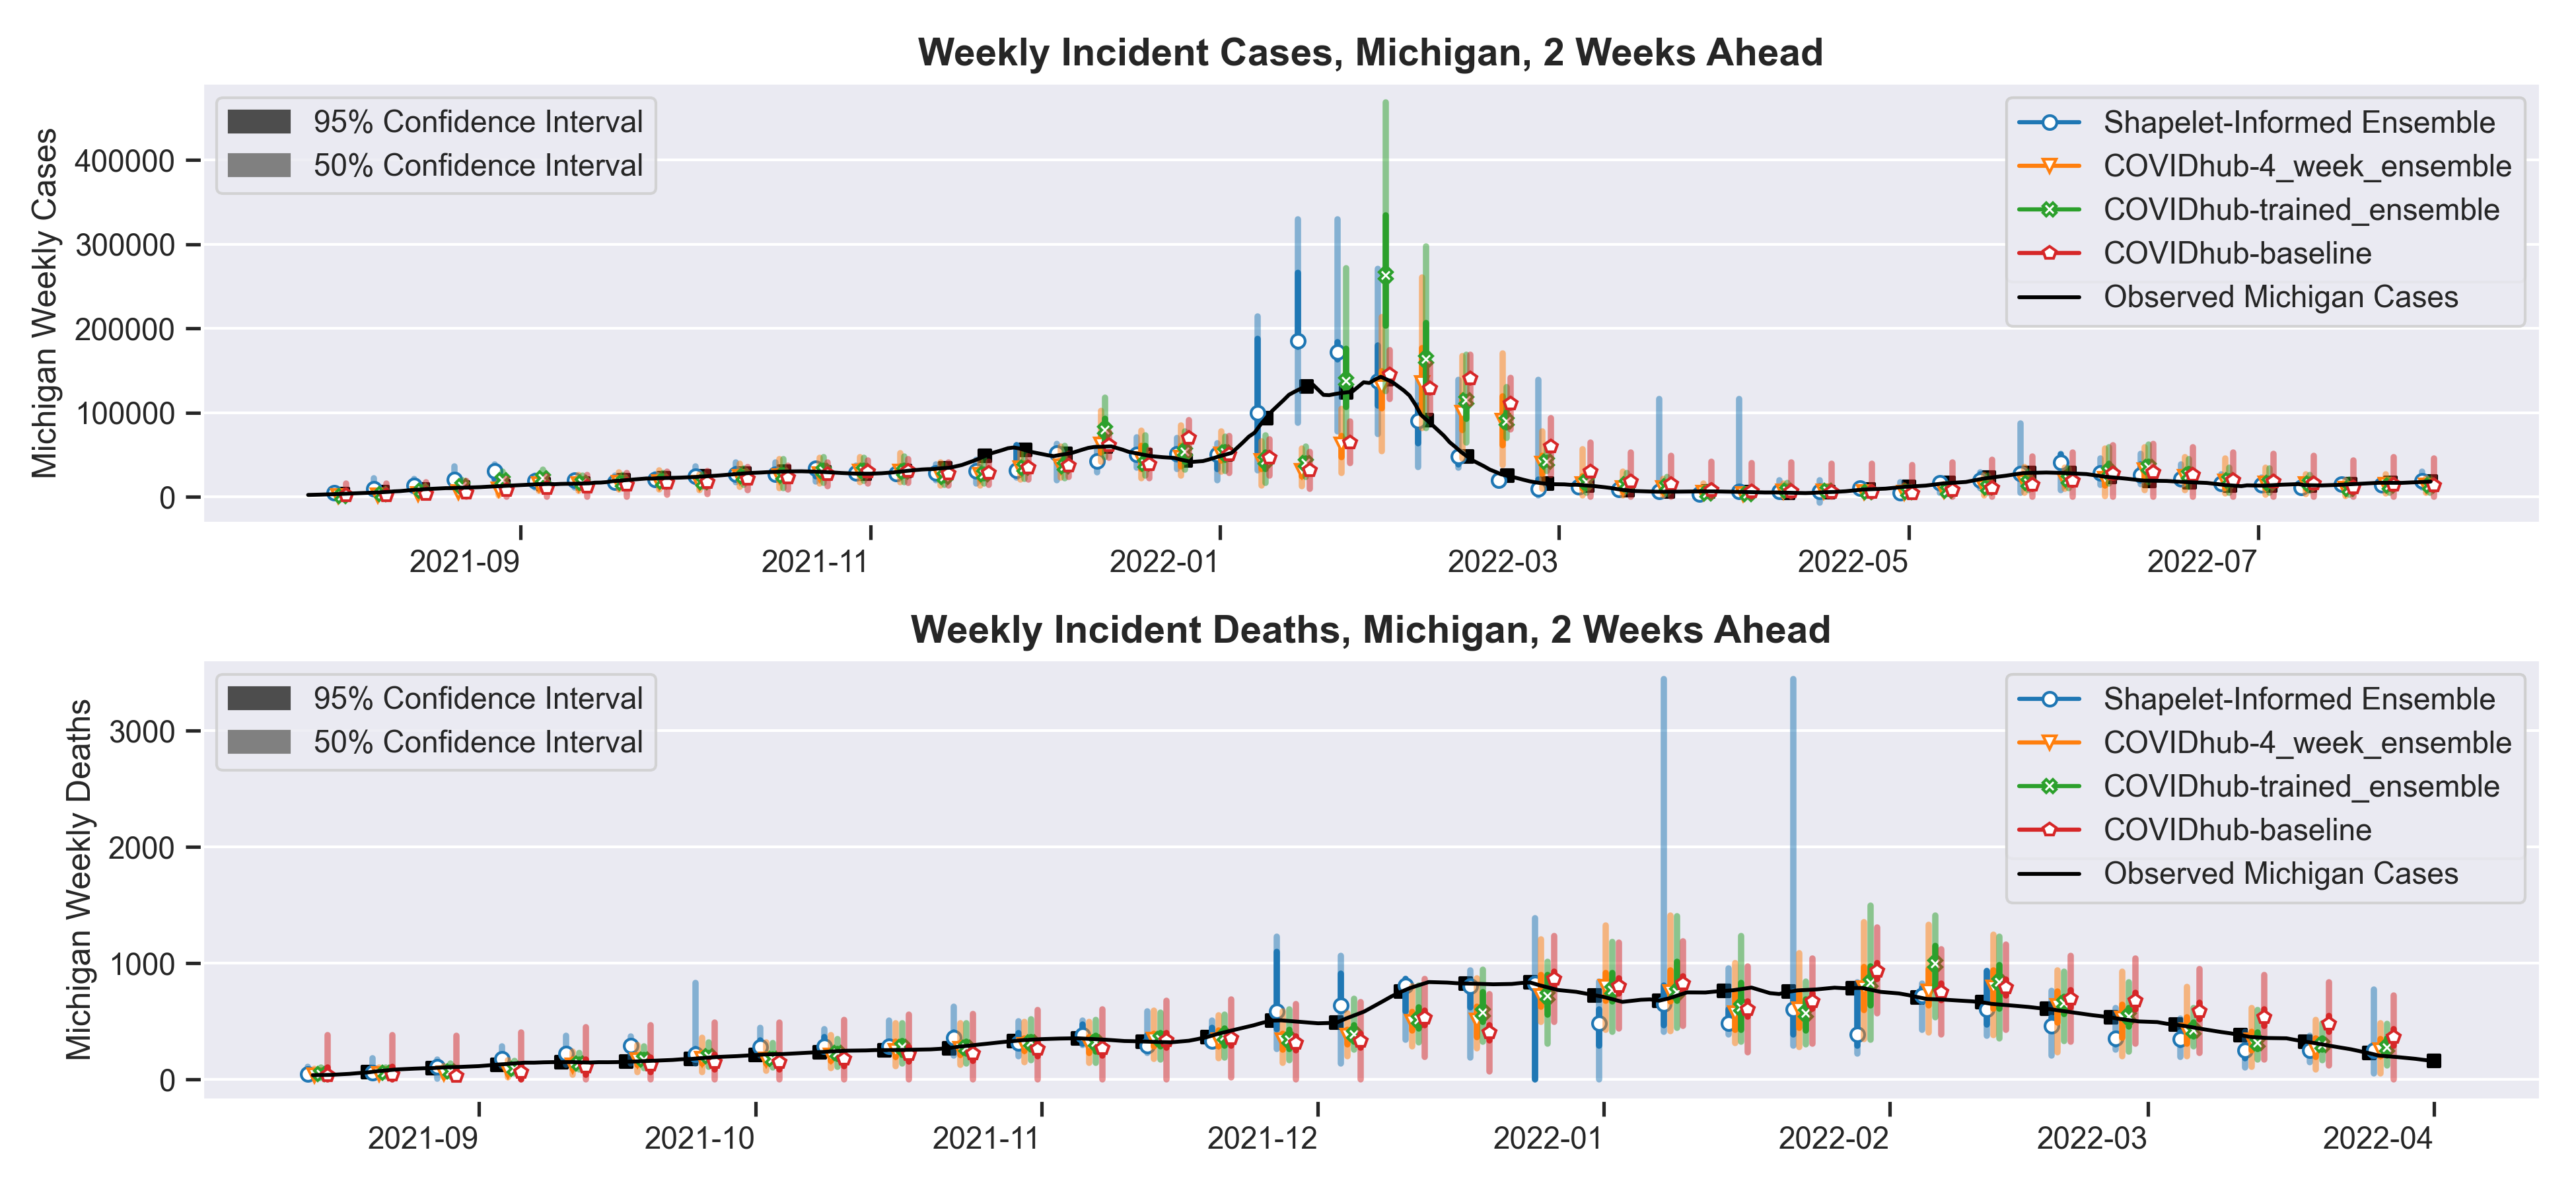 Weekly Incident Cases, Michigan, 2 Weeks Ahead
Michigan Weekly Cases
400000
300000
200000
100000
0
95% Confidence Interval
50% Confidence Interval
Shapelet-Informed Ensemble
COVIDhub-4_week_ensemble
COVIDhub-trained_ensemble
COVIDhub-baseline
Observed Michigan Cases
2021-09
2021-11
2022-01
2022-03
2022-05
2022-07
Weekly Incident Deaths, Michigan, 2 Weeks Ahead
Michigan Weekly Deaths
3000
2000
1000
0
95% Confidence Interval
50% Confidence Interval
Shapelet-Informed Ensemble
COVIDhub-4_week_ensemble
COVIDhub-trained_ensemble
COVIDhub-baseline
Observed Michigan Cases
2021-09
2021-10
2021-11
2021-12
2022-01
2022-02
2022-03
2022-04